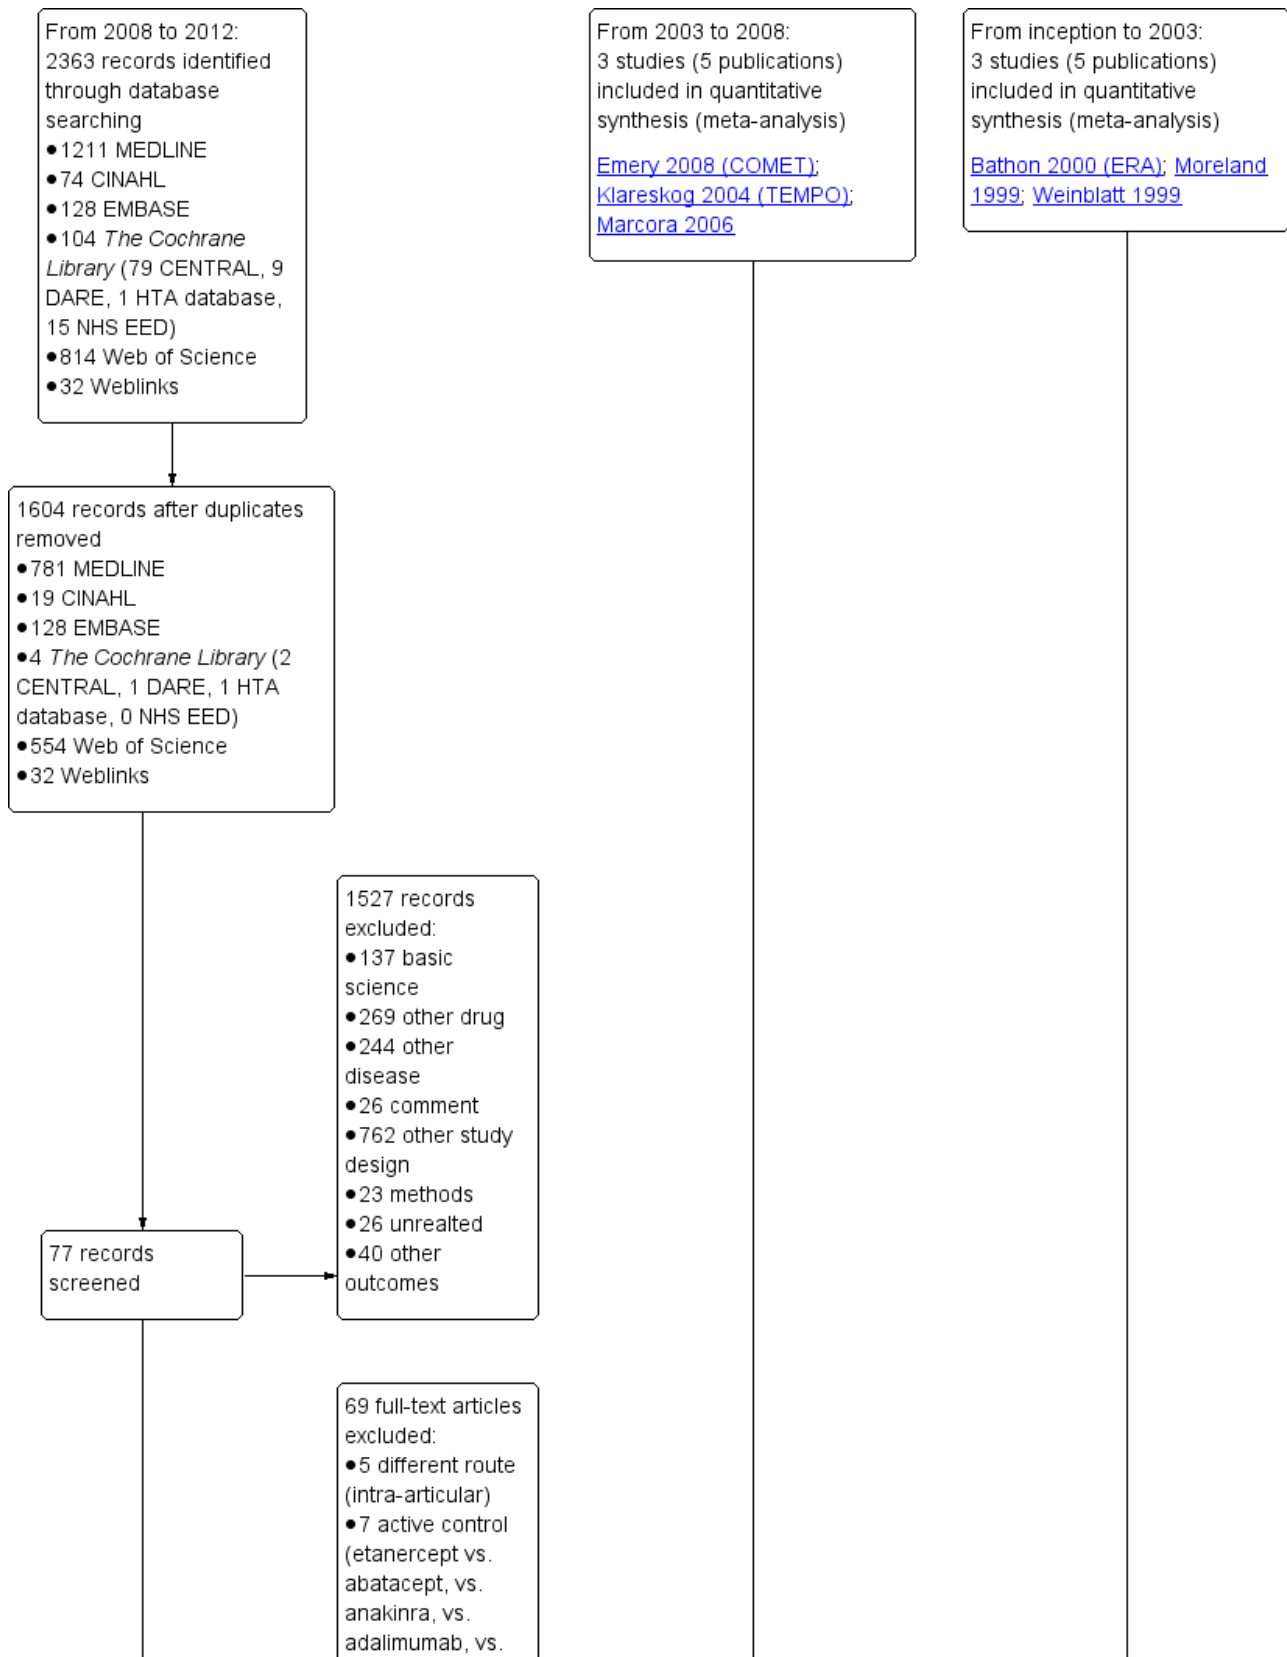 From 2008 to 2012:
2363 records identified
through database
searching
●1211 MEDLINE
●74 CINAHL
●128 EMBASE
●104 The Cochrane
Library (79 CENTRAL, 9
DARE, 1 HTA database,
15 NHS EED)
●814 Web of Science
●32 Weblinks
From 2003 to 2008:
3 studies (5 publications)
included in quantitative
synthesis (meta-analysis)
Emery 2008 (COMET);
Klareskog 2004 (TEMPO);
Marcora 2006
From inception to 2003:
3 studies (5 publications)
included in quantitative
synthesis (meta-analysis)
Bathon 2000 (ERA); Moreland
1999; Weinblatt 1999
1604 records after duplicates
removed
●781 MEDLINE
●19 CINAHL
●128 EMBASE
●4 The Cochrane Library (2
CENTRAL, 1 DARE, 1 HTA
database, 0 NHS EED)
●554 Web of Science
●32 Weblinks
77 records
screened
1527 records
excluded:
●137 basic
science
●269 other drug
●244 other
disease
●26 comment
●762 other study
design
●23 methods
●26 unrealted
●40 other
outcomes
69 full-text articles
excluded:
●5 different route
(intra-articular)
●7 active control
(etanercept vs.
abatacept, vs.
anakinra, vs.
adalimumab, vs.